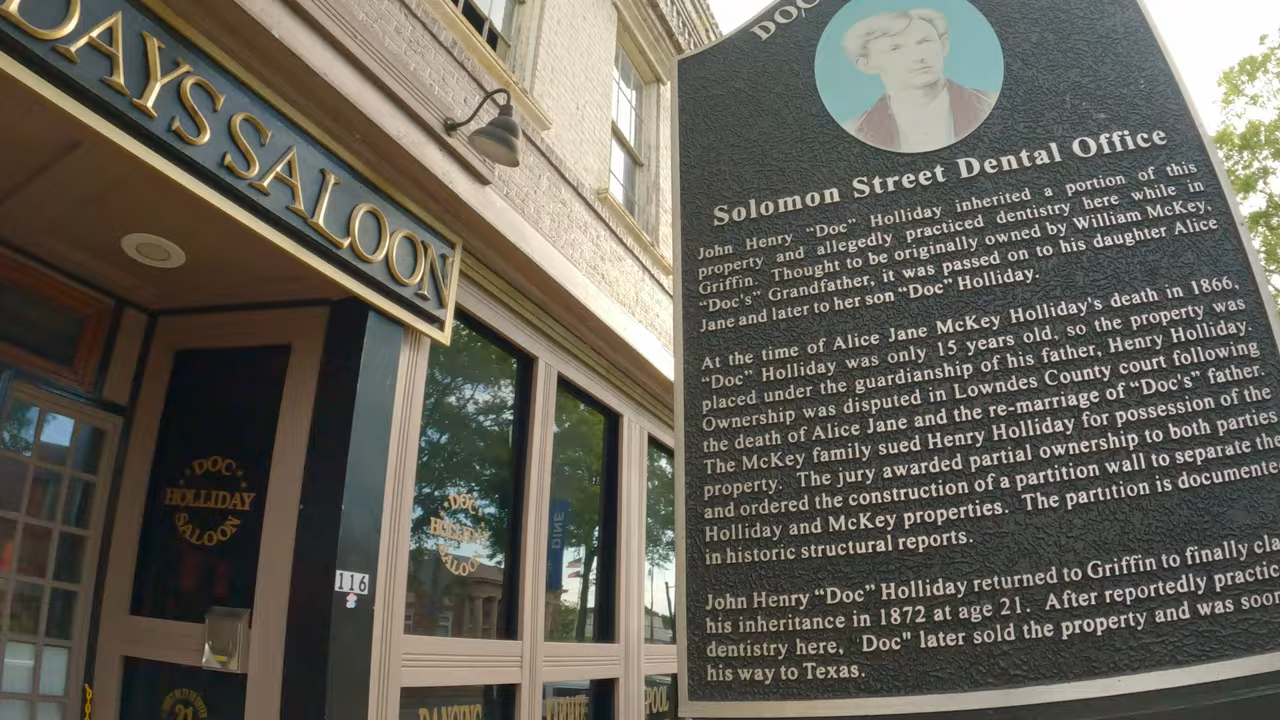 DAYS SALOON
DOC
HOLLIDAY
SALOON
116
DOC
HOLLIDAY
SALOON
DINE
21
DANCING
KARAOKE
POOL
DOC
Solomon Street Dental Office
John Henry “Doc” Holliday inherited a portion of this
property and allegedly practiced dentistry here while in
Griffin. Thought to be originally owned by William McKey,
“Doc's” Grandfather, it was passed on to his daughter Alice
Jane and later to her son “Doc” Holliday.
At the time of Alice Jane McKey Holliday's death in 1866,
“Doc” Holliday was only 15 years old, so the property was
placed under the guardianship of his father, Henry Holliday.
Ownership was disputed in Lowndes County court following
the death of Alice Jane and the re-marriage of “Doc's” father.
The McKey family sued Henry Holliday for possession of the
property. The jury awarded partial ownership to both parties
and ordered the construction of a partition wall to separate the
Holliday and McKey properties. The partition is documente
in historic structural reports.
John Henry “Doc” Holliday returned to Griffin to finally cla
his inheritance in 1872 at age 21. After reportedly practic
dentistry here, 'Doc" later sold the property and was soon
his way to Texas.